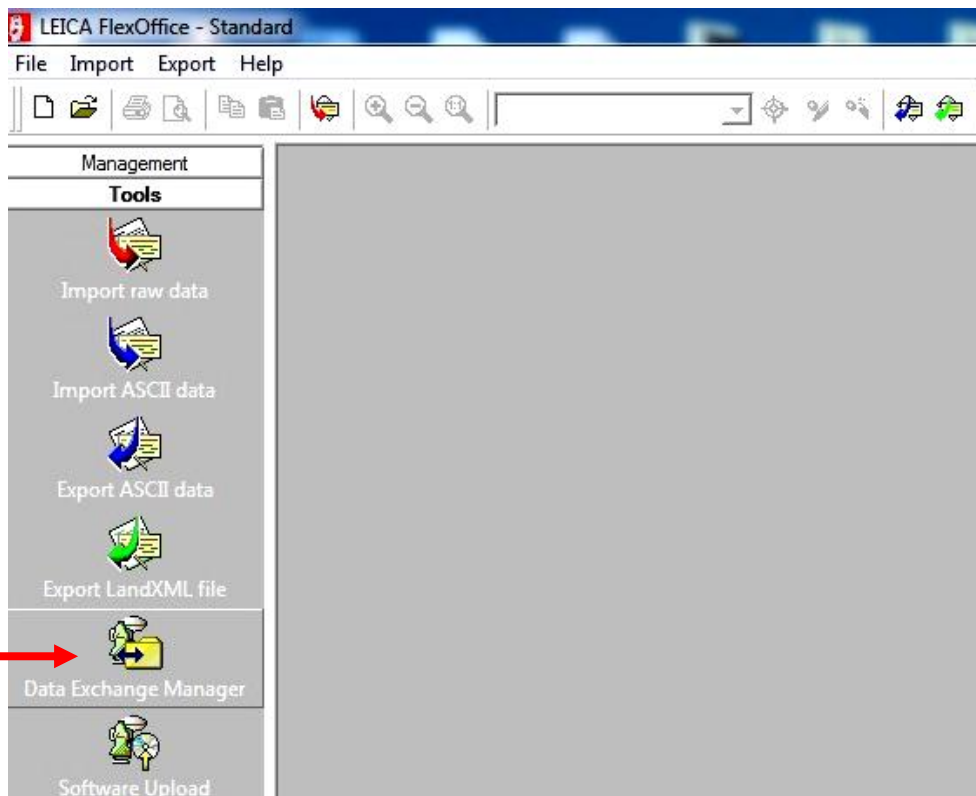 LEICA FlexOffice - Standard
File Import Export Help
Management
Tools
Import raw data
Import ASCII data
Export ASCII data
Export LandXML file
Data Exchange Manager
Software Upload